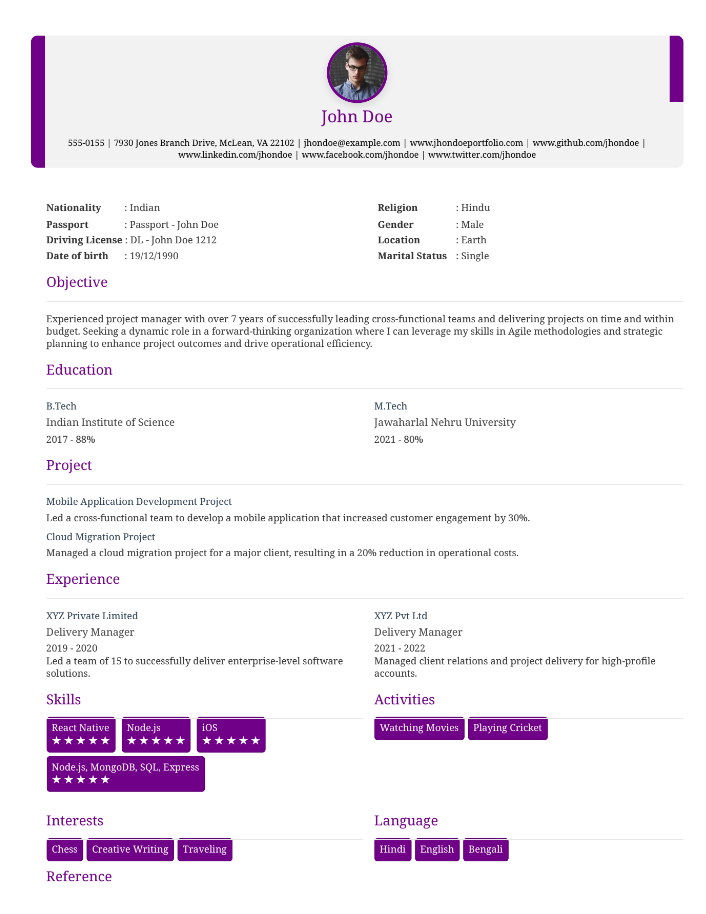 John Doe
555-0155 | 7930 Jones Branch Drive, McLean, VA 22102 | jhondoe@example.com | www.jhondoeportfolio.com | www.github.com/jhondoe |
www.linkedin.com/jhondoe | www.facebook.com/jhondoe | www.twitter.com/jhondoe
Nationality : Indian
Passport : Passport - John Doe
Driving License : DL - John Doe 1212
Date of birth : 19/12/1990
Religion : Hindu
Gender : Male
Location : Earth
Marital Status : Single
Objective
Experienced project manager with over 7 years of successfully leading cross-functional teams and delivering projects on time and within
budget. Seeking a dynamic role in a forward-thinking organization where I can leverage my skills in Agile methodologies and strategic
planning to enhance project outcomes and drive operational efficiency.
Education
B.Tech
Indian Institute of Science
2017 - 88%
M.Tech
Jawaharlal Nehru University
2021 - 80%
Project
Mobile Application Development Project
Led a cross-functional team to develop a mobile application that increased customer engagement by 30%.
Cloud Migration Project
Managed a cloud migration project for a major client, resulting in a 20% reduction in operational costs.
Experience
XYZ Private Limited
Delivery Manager
2019 - 2020
Led a team of 15 to successfully deliver enterprise-level software
solutions.
XYZ Pvt Ltd
Delivery Manager
2021 - 2022
Managed client relations and project delivery for high-profile
accounts.
Skills
React Native
★★★★★
Node.js
★★★★★
iOS
★★★★★
Node.js, MongoDB, SQL, Express
★★★★★
Activities
Watching Movies
Playing Cricket
Interests
Chess
Creative Writing
Traveling
Language
Hindi
English
Bengali
Reference